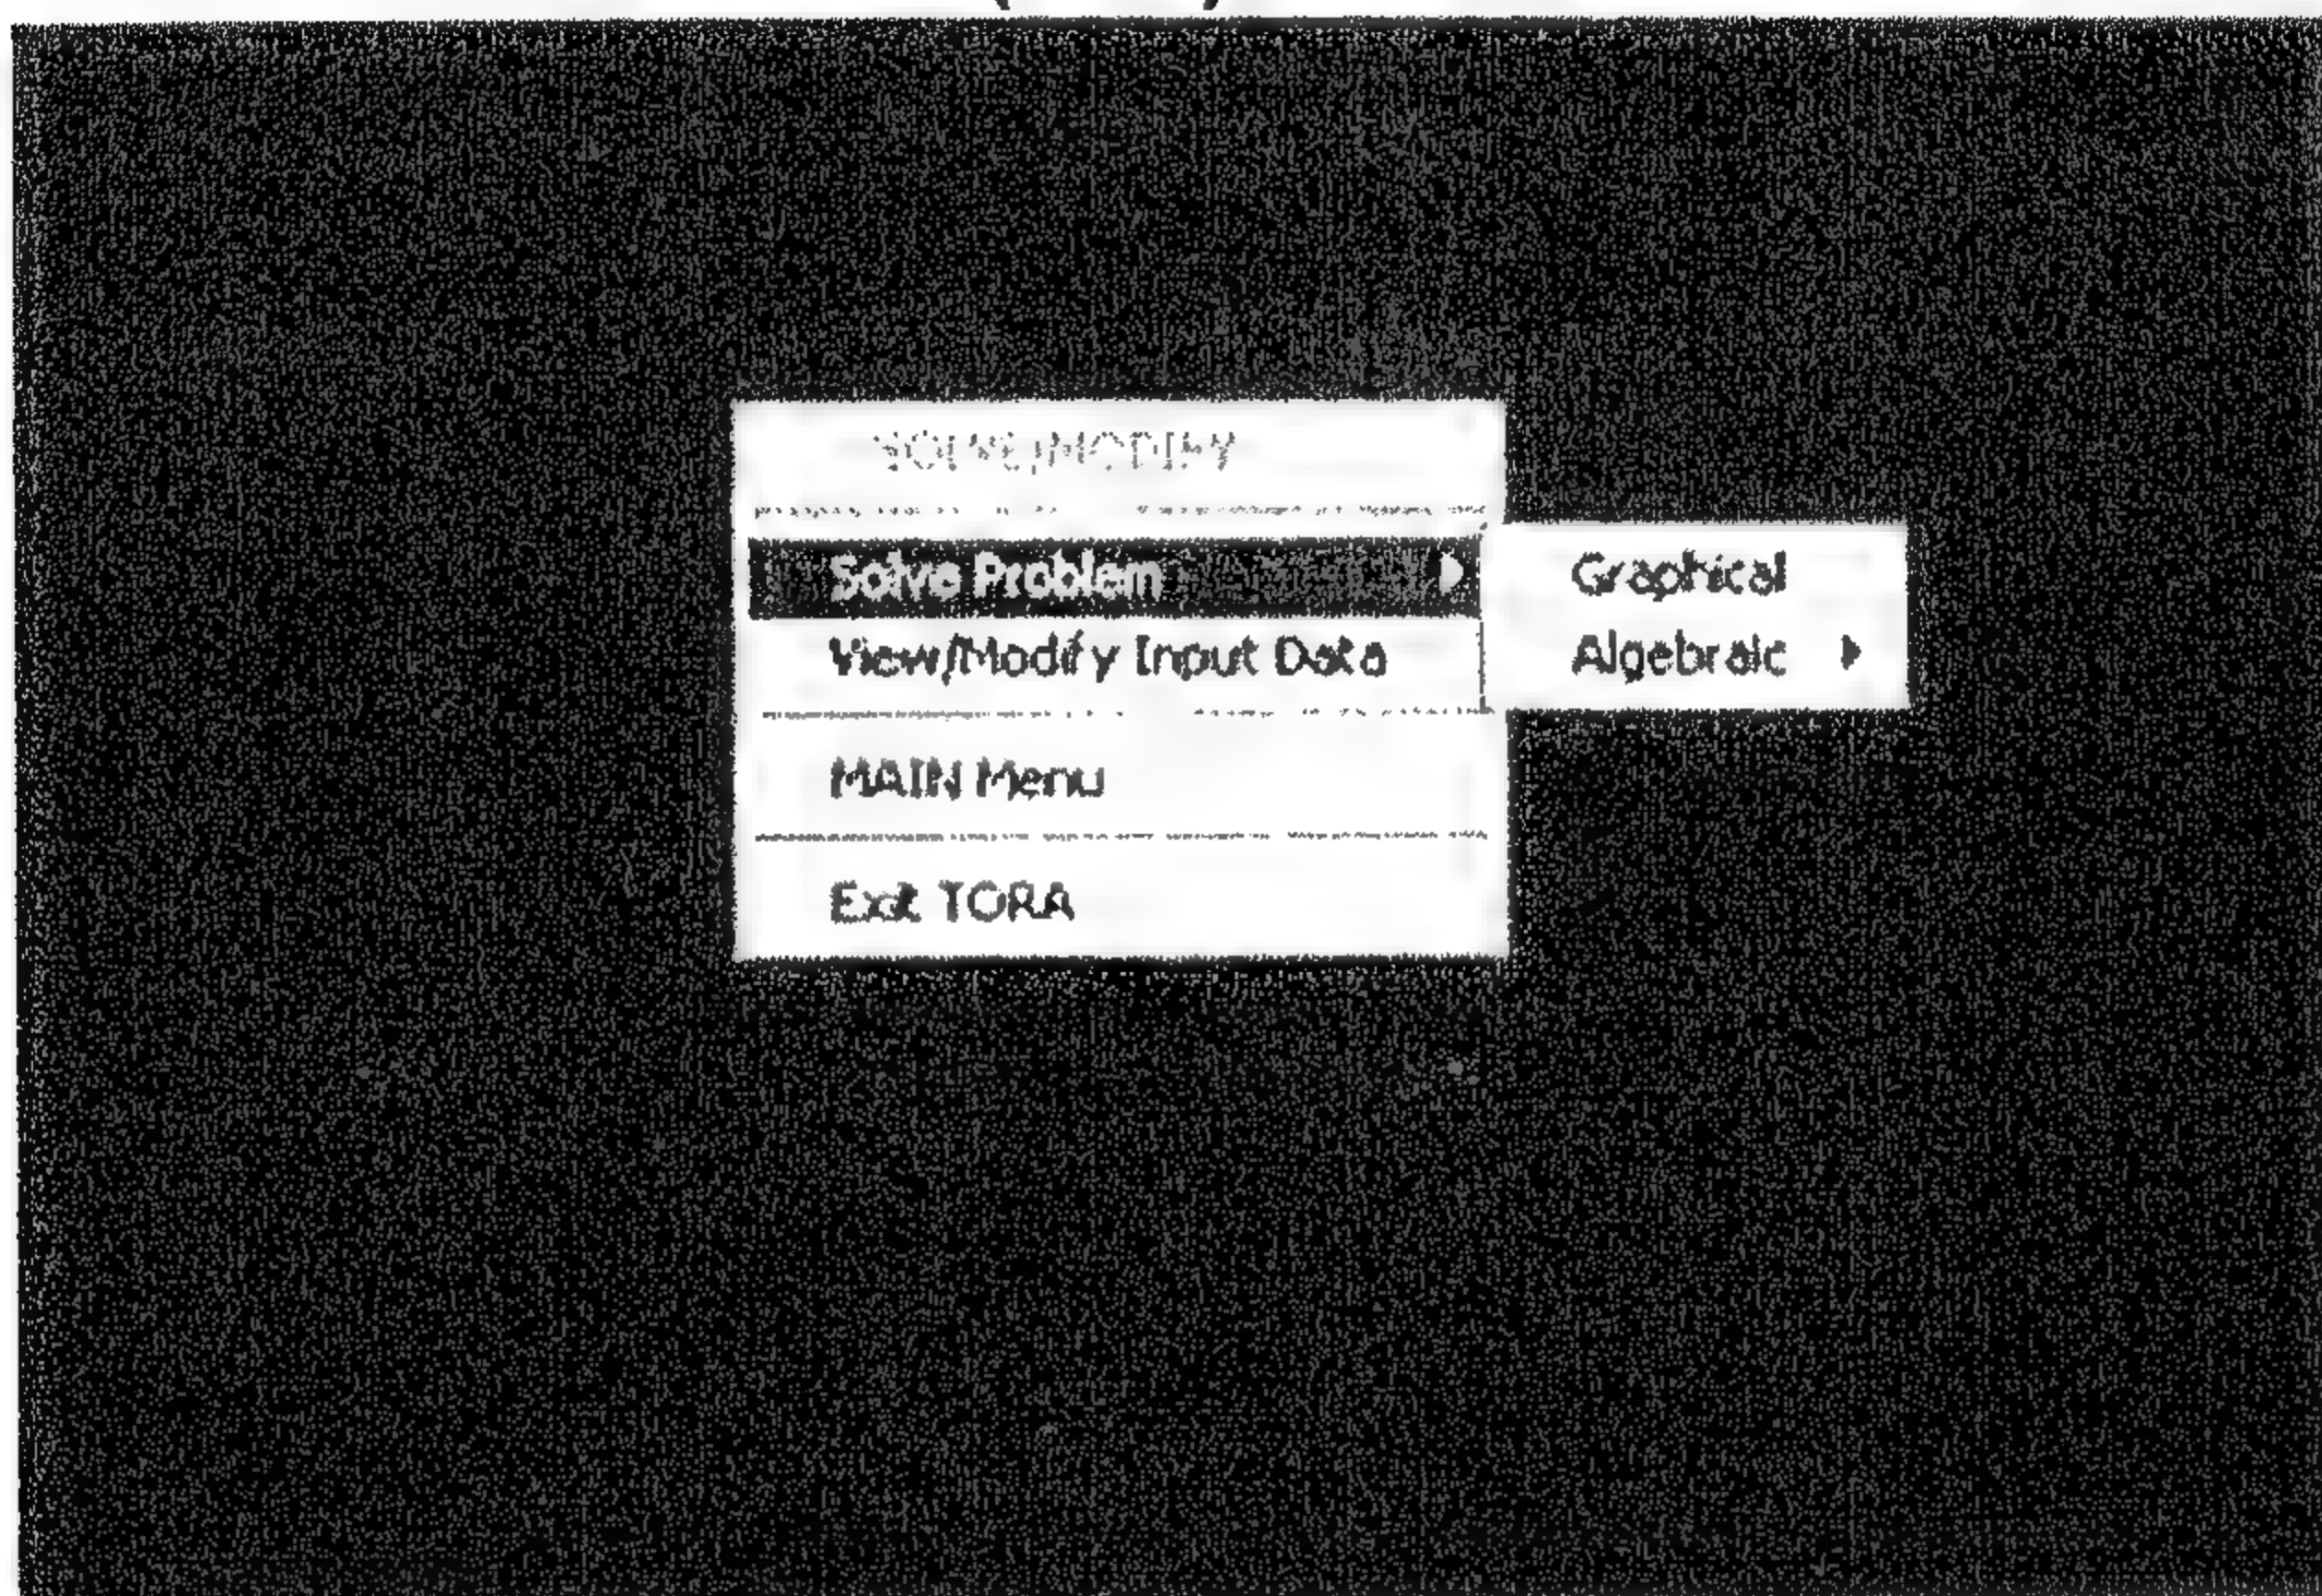 SOLVE/MODIFY
Solve Problem
View/Modify Input Data
MAIN Menu
Exit TORA
Graphical
Algebraic